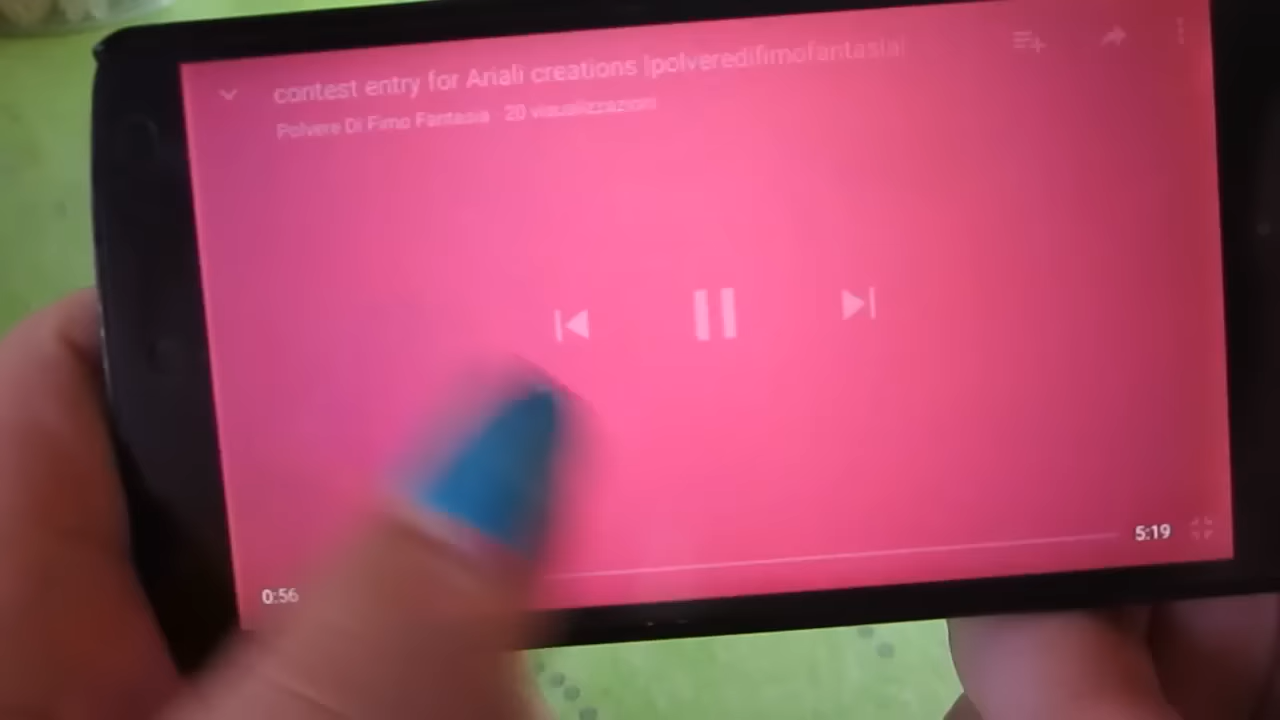 contest entry for Ariali creations |polveredifimofantasia|
Polvere Di Fimo Fantasia 20 visualizzazioni
0:56
5:19